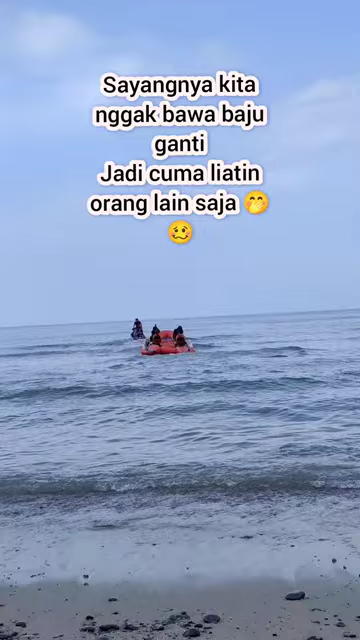 Sayangnya kita
nggak bawa baju
ganti
Jadi cuma liatin
orang lain saja 🤭
🥴